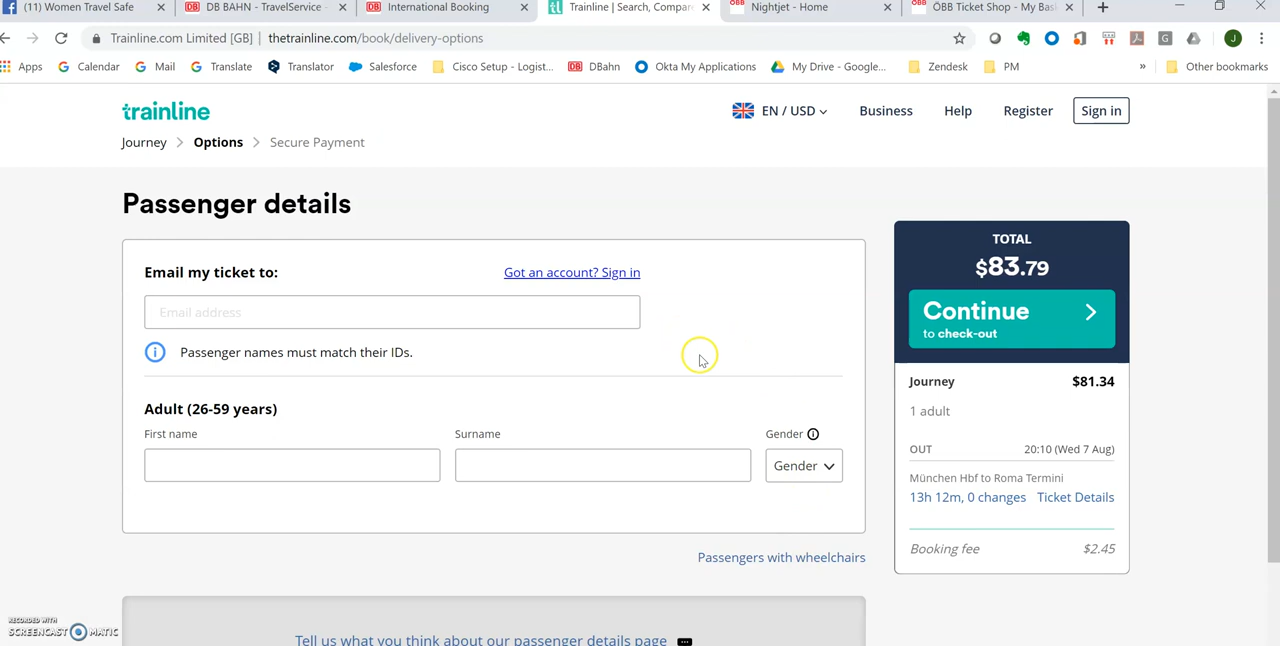 (11) Women Travel Safe
DB BAHN - TravelService -
International Booking
Trainline | Search, Compar
Nightjet - Home
ÖBB Ticket Shop - My Bas
Trainline.com Limited [GB] | thetrainline.com/book/delivery-options
Apps Calendar Mail Translate Translator Salesforce Cisco Setup - Logist... DBahn Okta My Applications My Drive - Google... Zendesk PM » Other bookmarks
trainline
EN / USD Business Help Register Sign in
Journey > Options > Secure Payment
Passenger details
Email my ticket to: Got an account? Sign in
Email address
Passenger names must match their IDs.
Adult (26-59 years)
First name Surname Gender
Gender
Passengers with wheelchairs
Tell us what you think about our passenger details page
TOTAL
$83.79
Continue
to check-out
Journey $81.34
1 adult
OUT 20:10 (Wed 7 Aug)
München Hbf to Roma Termini
13h 12m, 0 changes Ticket Details
Booking fee $2.45
RECORDED WITH
SCREENCAST MATIC